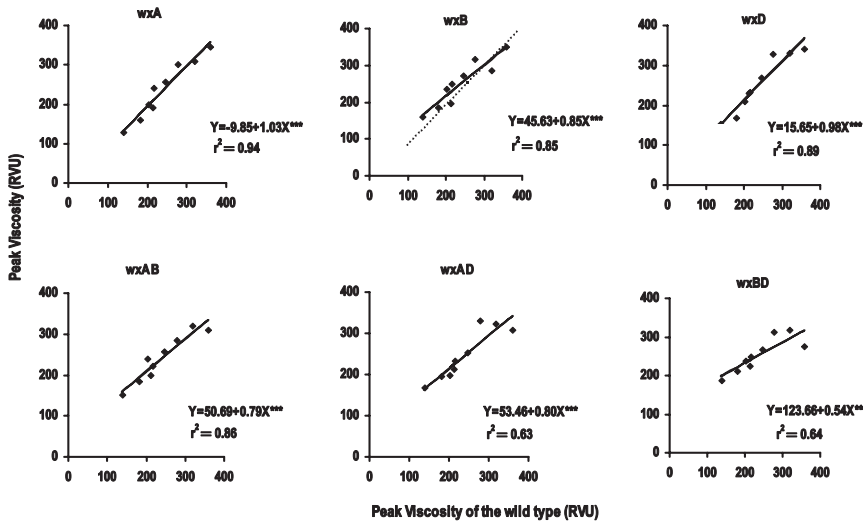 wxA
wxB
wxD
400
300
200
100
0
0 100 200 300 400
Y=-9.85+1.03X***
r2 = 0.94
400
300
200
100
0
0 100 200 300 400
Y=45.63+0.85X***
r2 = 0.85
400
300
200
100
0
0 100 200 300 400
Y=15.65+0.98X***
r2 = 0.89
Peak Viscosity (RVU)
wxAB
wxAD
wxBD
400
300
200
100
0
0 100 200 300 400
Y=50.69+0.79X***
r2 = 0.86
400
300
200
100
0
0 100 200 300 400
Y=53.46+0.80X***
r2 = 0.63
400
300
200
100
0
0 100 200 300 400
Y=123.66+0.54X**
r2 = 0.64
Peak Viscosity of the wild type (RVU)